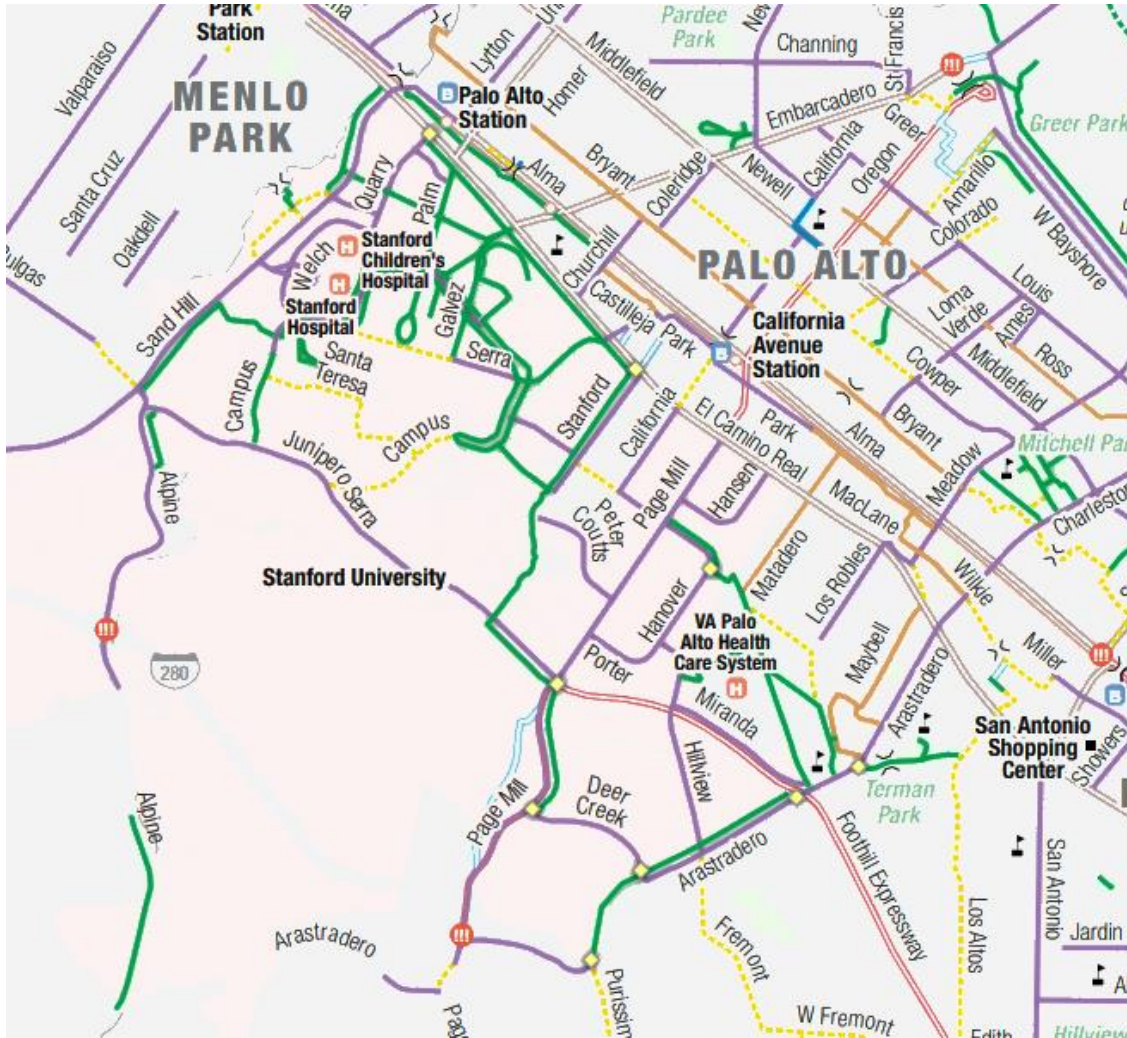 Park
Station
Valparaiso
MENLO
PARK
Santa Cruz
Oakdell
Lytton
Palo Alto
Station
Homer
Middlefield
Pardee
Park
Channing
St Francis
Embarcadero
Greer
Greer Park
California
Oregon
Amarillo
Colorado
W Bayshore
Newell
Coleridge
Bryant
Alma
Quarry
Palm
Welch
Stanford
Children's
Hospital
Stanford
Hospital
Galvez
Churchill
Castilleja
Park
PALO ALTO
California
Avenue
Station
Louis
Loma
Verde
Ames
Ross
Cowper
Middlefield
Bryant
Sand Hill
Santa
Teresa
Serra
Campus
Campus
Stanford
California
El Camino Real
Park
Alma
Meadow
Charleston
Junipero Serra
Alpine
Page Mill
Hansen
Peter
Coutts
MacLane
Matadero
Los Robles
Wilkie
Stanford University
Hanover
VA Palo
Alto Health
Care System
Porter
Miranda
Maybell
Arastradero
Miller
280
San Antonio
Shopping
Center
Showers
Hillview
Terman
Park
Deer
Creek
Page Mill
Alpine
Arastradero
Foothill Expressway
San Antonio
Los Altos
Fremont
Jardin
Arastradero
W Fremont
Edith